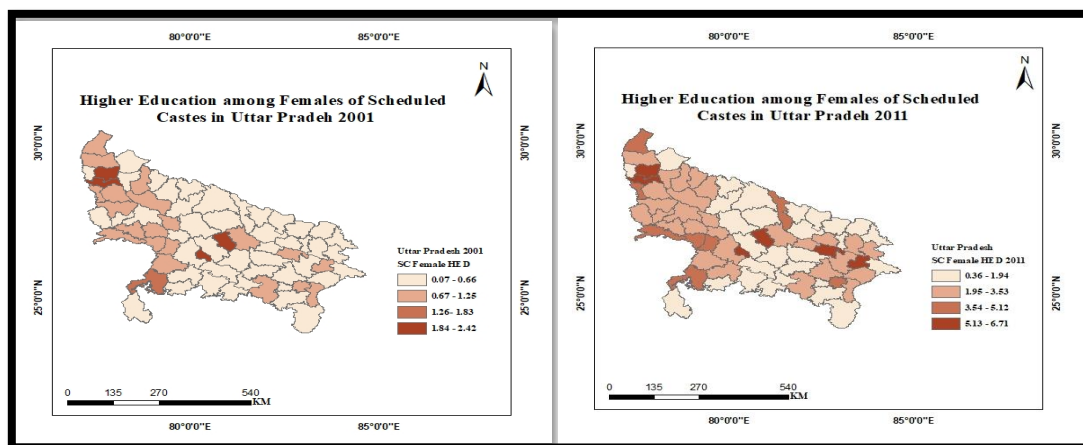 80°0'0"E
85°0'0"E
N
Higher Education among Females of Scheduled
Castes in Uttar Pradeh 2001
30°0'0"N
30°0'0"N
25°0'0"N
25°0'0"N
Uttar Pradesh 2001
SC Female HED
0.07 - 0.66
0.67 - 1.25
1.26- 1.83
1.84 - 2.42
0 135 270 540
KM
80°0'0"E
85°0'0"E
80°0'0"E
85°0'0"E
N
Higher Education among Females of Scheduled
Castes in Uttar Pradeh 2011
30°0'0"N
30°0'0"N
25°0'0"N
25°0'0"N
Uttar Pradesh
SC Female HE D 2011
0.36 - 1.94
1.95 - 3.53
3.54 - 5.12
5.13 - 6.71
0 135 270 540
KM
80°0'0"E
85°0'0"E